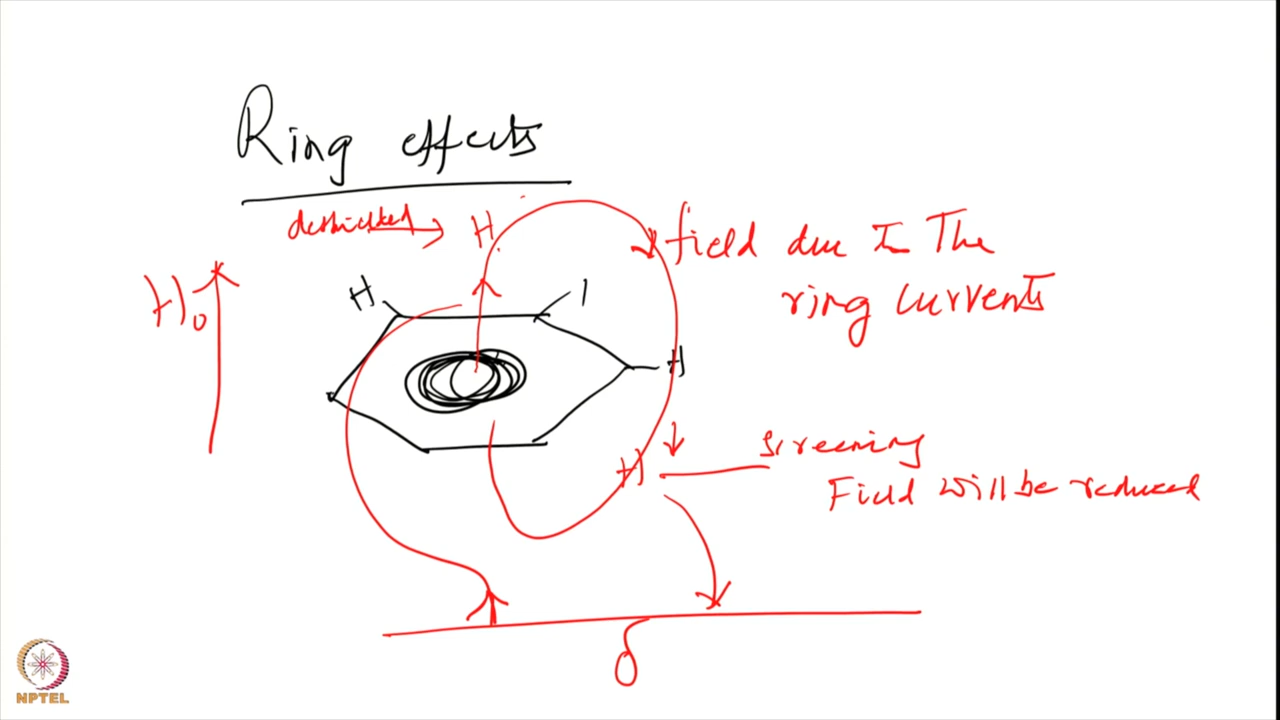 Ring effects
deshielded → H
field due to The
ring currents
H₀
H
H
H
screening
Field will be reduced
δ
NPTEL